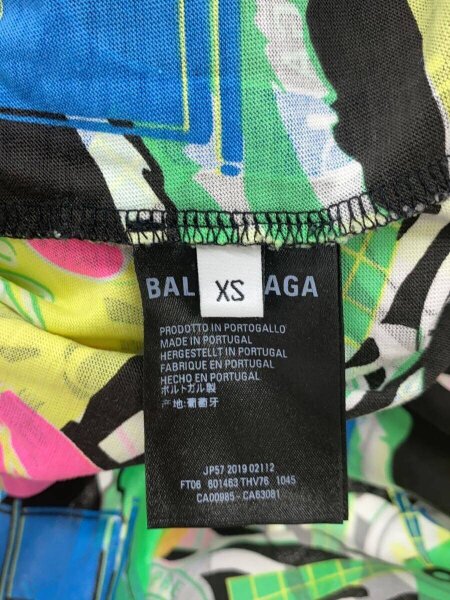 BAL XS AGA
PRODOTTO IN PORTOGALLO
MADE IN PORTUGAL
HERGESTELLT IN PORTUGAL
FABRIQUE EN PORTUGAL
HECHO EN PORTUGAL
ポルトガル製
产地:葡萄牙
JP57 2019 02112
FT06 601463 THV76 1045
CA00985 - CA63081